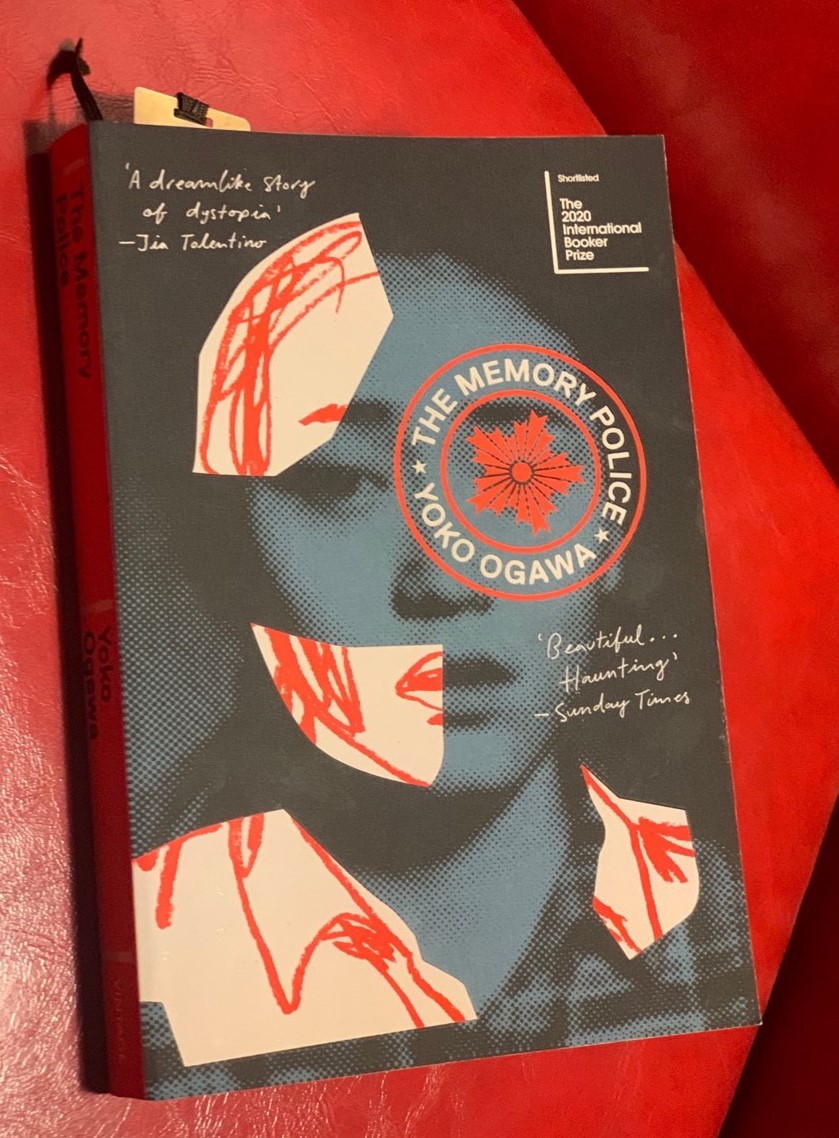 'A dreamlike story
of dystopia'
—Jia Tolentino
Shortlisted
The
2020
International
Booker
Prize
THE MEMORY POLICE
★ YOKO OGAWA ★
'Beautiful...
Haunting'
—Sunday Times
The Memory
Police
Yoko
Ogawa
VINTAGE